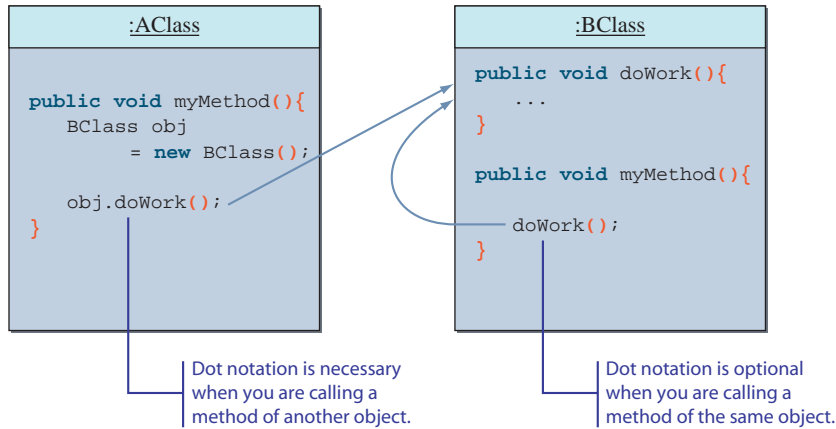 :AClass
public void myMethod(){
BClass obj
= new BClass();
obj.doWork();
}
Dot notation is necessary
when you are calling a
method of another object.
:BClass
public void doWork(){
...
}
public void myMethod(){
doWork();
}
Dot notation is optional
when you are calling a
method of the same object.